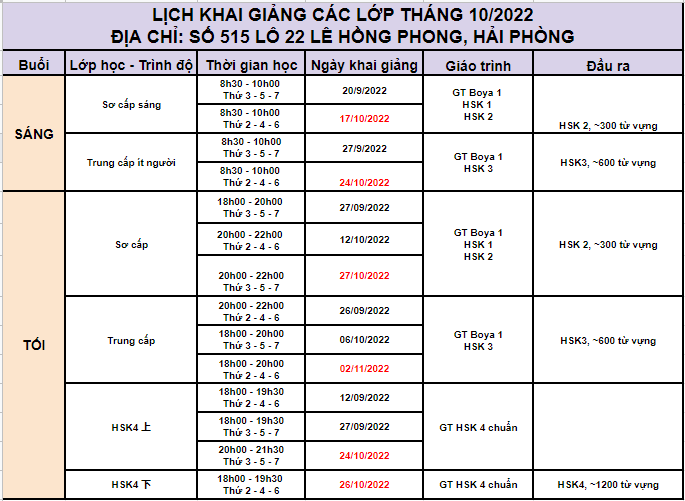 LỊCH KHAI GIẢNG CÁC LỚP THÁNG 10/2022
ĐỊA CHỈ: SỐ 515 LÔ 22 LÊ HỒNG PHONG, HẢI PHÒNG
Buổi Lớp học - Trình độ Thời gian học Ngày khai giảng Giáo trình Đầu ra
SÁNG
Sơ cấp sáng
8h30 - 10h00
Thứ 3 - 5 - 7
20/9/2022
8h30 - 10h00
Thứ 2 - 4 - 6
17/10/2022
GT Boya 1
HSK 1
HSK 2
HSK 2, ~300 từ vựng
Trung cấp ít người
8h30 - 10h00
Thứ 3 - 5 - 7
27/9/2022
8h30 - 10h00
Thứ 2 - 4 - 6
24/10/2022
GT Boya 1
HSK 3
HSK3, ~600 từ vựng
TỐI
Sơ cấp
18h00 - 20h00
Thứ 3 - 5 - 7
27/09/2022
20h00 - 22h00
Thứ 2 - 4 - 6
12/10/2022
20h00 - 22h00
Thứ 3 - 5 - 7
27/10/2022
GT Boya 1
HSK 1
HSK 2
HSK 2, ~300 từ vựng
Trung cấp
20h00 - 22h00
Thứ 2 - 4 - 6
26/09/2022
18h00 - 20h00
Thứ 3 - 5 - 7
06/10/2022
18h00 - 20h00
Thứ 2 - 4 - 6
02/11/2022
GT Boya 1
HSK 3
HSK3, ~600 từ vựng
HSK4 上
18h00 - 19h30
Thứ 2 - 4 - 6
12/09/2022
18h00 - 19h30
Thứ 3 - 5 - 7
27/09/2022
20h00 - 21h30
Thứ 3 - 5 - 7
24/10/2022
GT HSK 4 chuẩn
HSK4 下
18h00 - 19h30
Thứ 2 - 4 - 6
26/10/2022
GT HSK 4 chuẩn
HSK4, ~1200 từ vựng